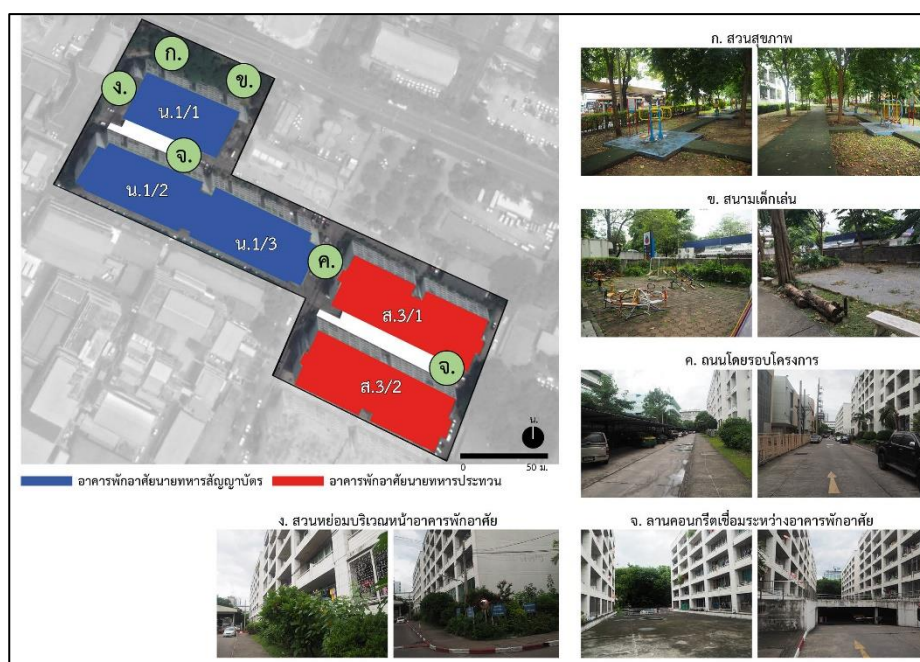 ก. สวนสุขภาพ
ก.
ข.
ง.
น.1/1
จ.
น.1/2
ข. สนามเด็กเล่น
น.1/3
ค.
ส.3/1
จ.
ค. ถนนโดยรอบโครงการ
ส.3/2
น.
0 50 ม.
อาคารพักอาศัยนายทหารสัญญาบัตร อาคารพักอาศัยนายทหารประทวน
ง. สวนหย่อมบริเวณหน้าอาคารพักอาศัย
จ. ลานคอนกรีตเชื่อมระหว่างอาคารพักอาศัย